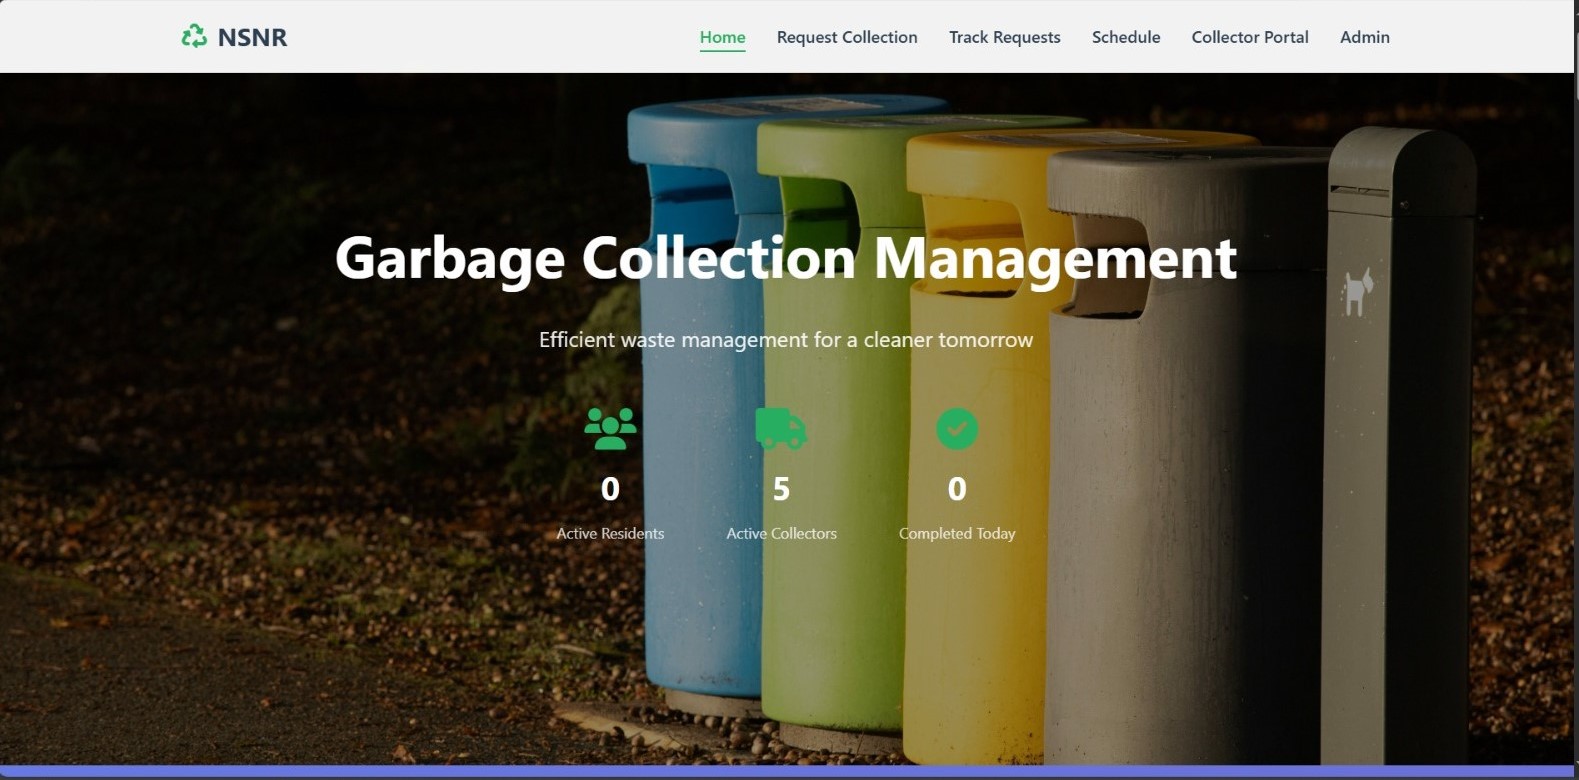 NSNR
Home Request Collection Track Requests Schedule Collector Portal Admin
Garbage Collection Management
Efficient waste management for a cleaner tomorrow
0 5 0
Active Residents Active Collectors Completed Today